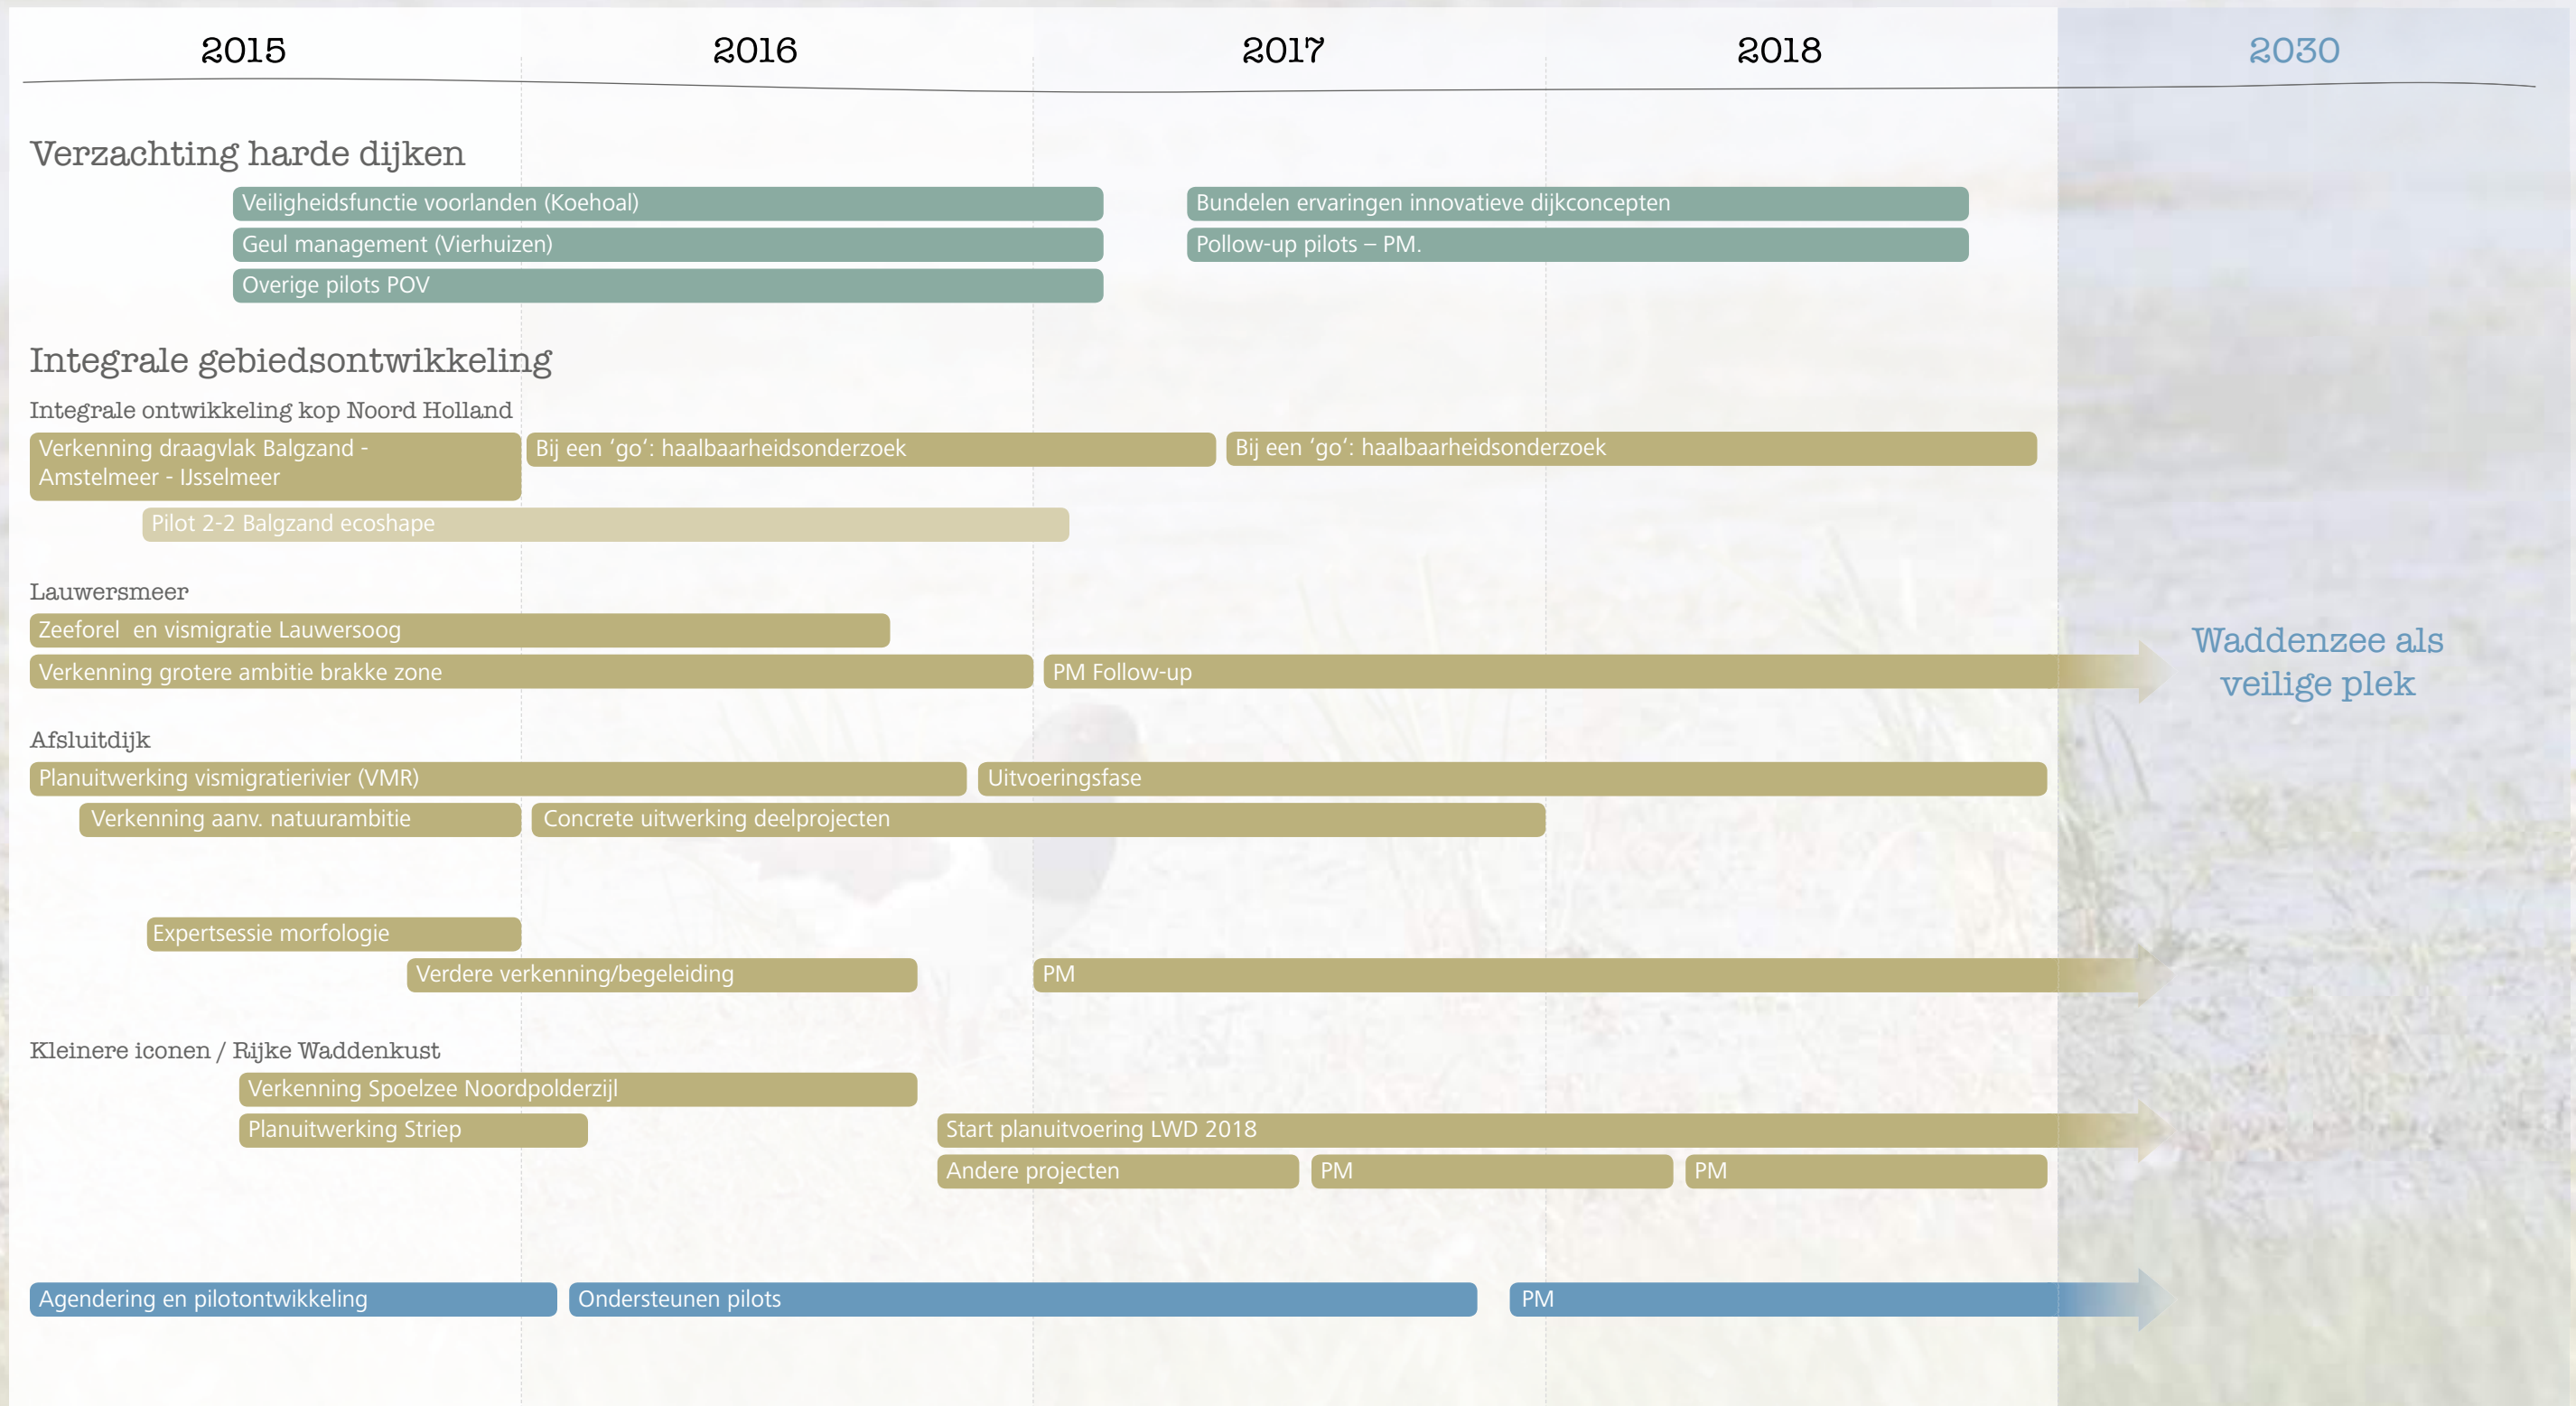 2015 2016 2017 2018 2030
Verzachting harde dijken
Veiligheidsfunctie voorlanden (Koehoal)
Bundelen ervaringen innovatieve dijkconcepten
Geul management (Vierhuizen)
Pollow-up pilots – PM.
Overige pilots POV
Integrale gebiedsontwikkeling
Integrale ontwikkeling kop Noord Holland
Verkenning draagvlak Balgzand -
Amstelmeer - IJsselmeer
Bij een ‘go’: haalbaarheidsonderzoek
Bij een ‘go’: haalbaarheidsonderzoek
Pilot 2-2 Balgzand ecoshape
Lauwersmeer
Zeeforel en vismigratie Lauwersoog
Verkenning grotere ambitie brakke zone
PM Follow-up
Waddenzee als
veilige plek
Afsluitdijk
Planuitwerking vismigratierivier (VMR)
Uitvoeringsfase
Verkenning aanv. natuurambitie
Concrete uitwerking deelprojecten
Expertsessie morfologie
Verdere verkenning/begeleiding
PM
Kleinere iconen / Rijke Waddenkust
Verkenning Spoelzee Noordpolderzijl
Planuitwerking Striep
Start planuitvoering LWD 2018
Andere projecten
PM
PM
Agendering en pilotontwikkeling
Ondersteunen pilots
PM